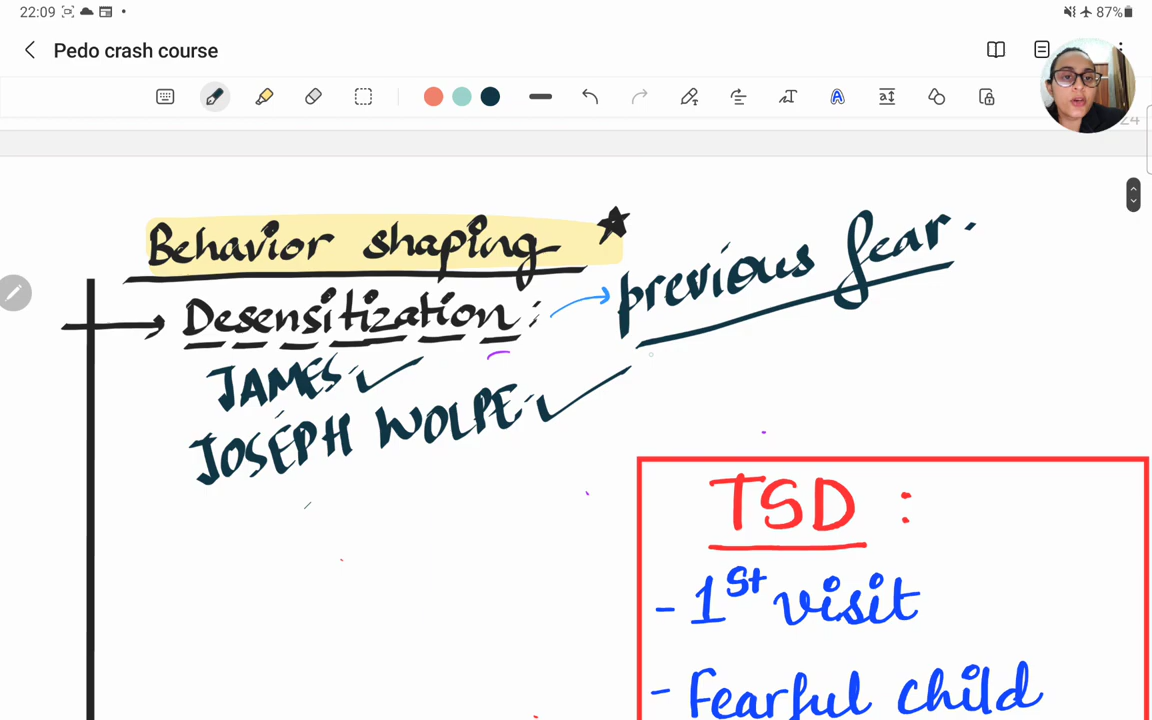 22:09
87%
Pedo crash course
24
Behavior shaping
Desensitization :
previous fear.
JAMES
JOSEPH WOLPE
TSD :
- 1st visit
- Fearful child